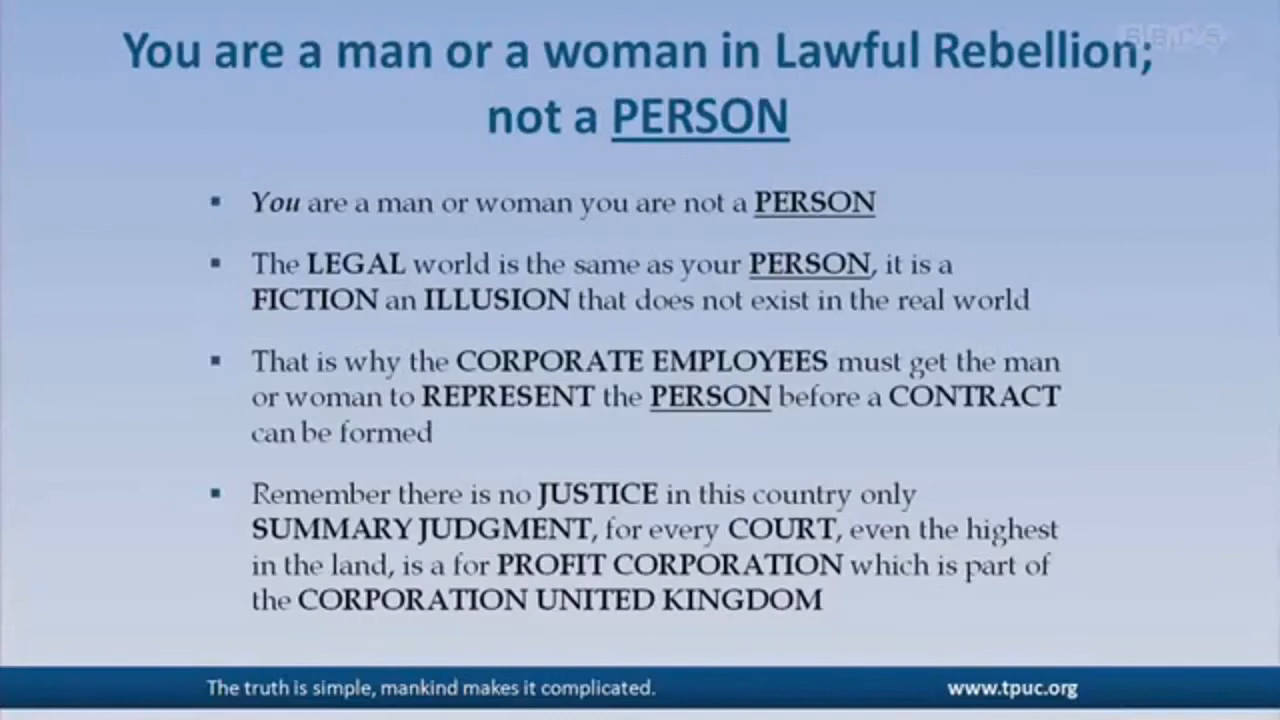 You are a man or a woman in Lawful Rebellion;
not a PERSON
▪ You are a man or woman you are not a PERSON
▪ The LEGAL world is the same as your PERSON, it is a
FICTION an ILLUSION that does not exist in the real world
▪ That is why the CORPORATE EMPLOYEES must get the man
or woman to REPRESENT the PERSON before a CONTRACT
can be formed
▪ Remember there is no JUSTICE in this country only
SUMMARY JUDGMENT, for every COURT, even the highest
in the land, is a for PROFIT CORPORATION which is part of
the CORPORATION UNITED KINGDOM
The truth is simple, mankind makes it complicated.
www.tpuc.org